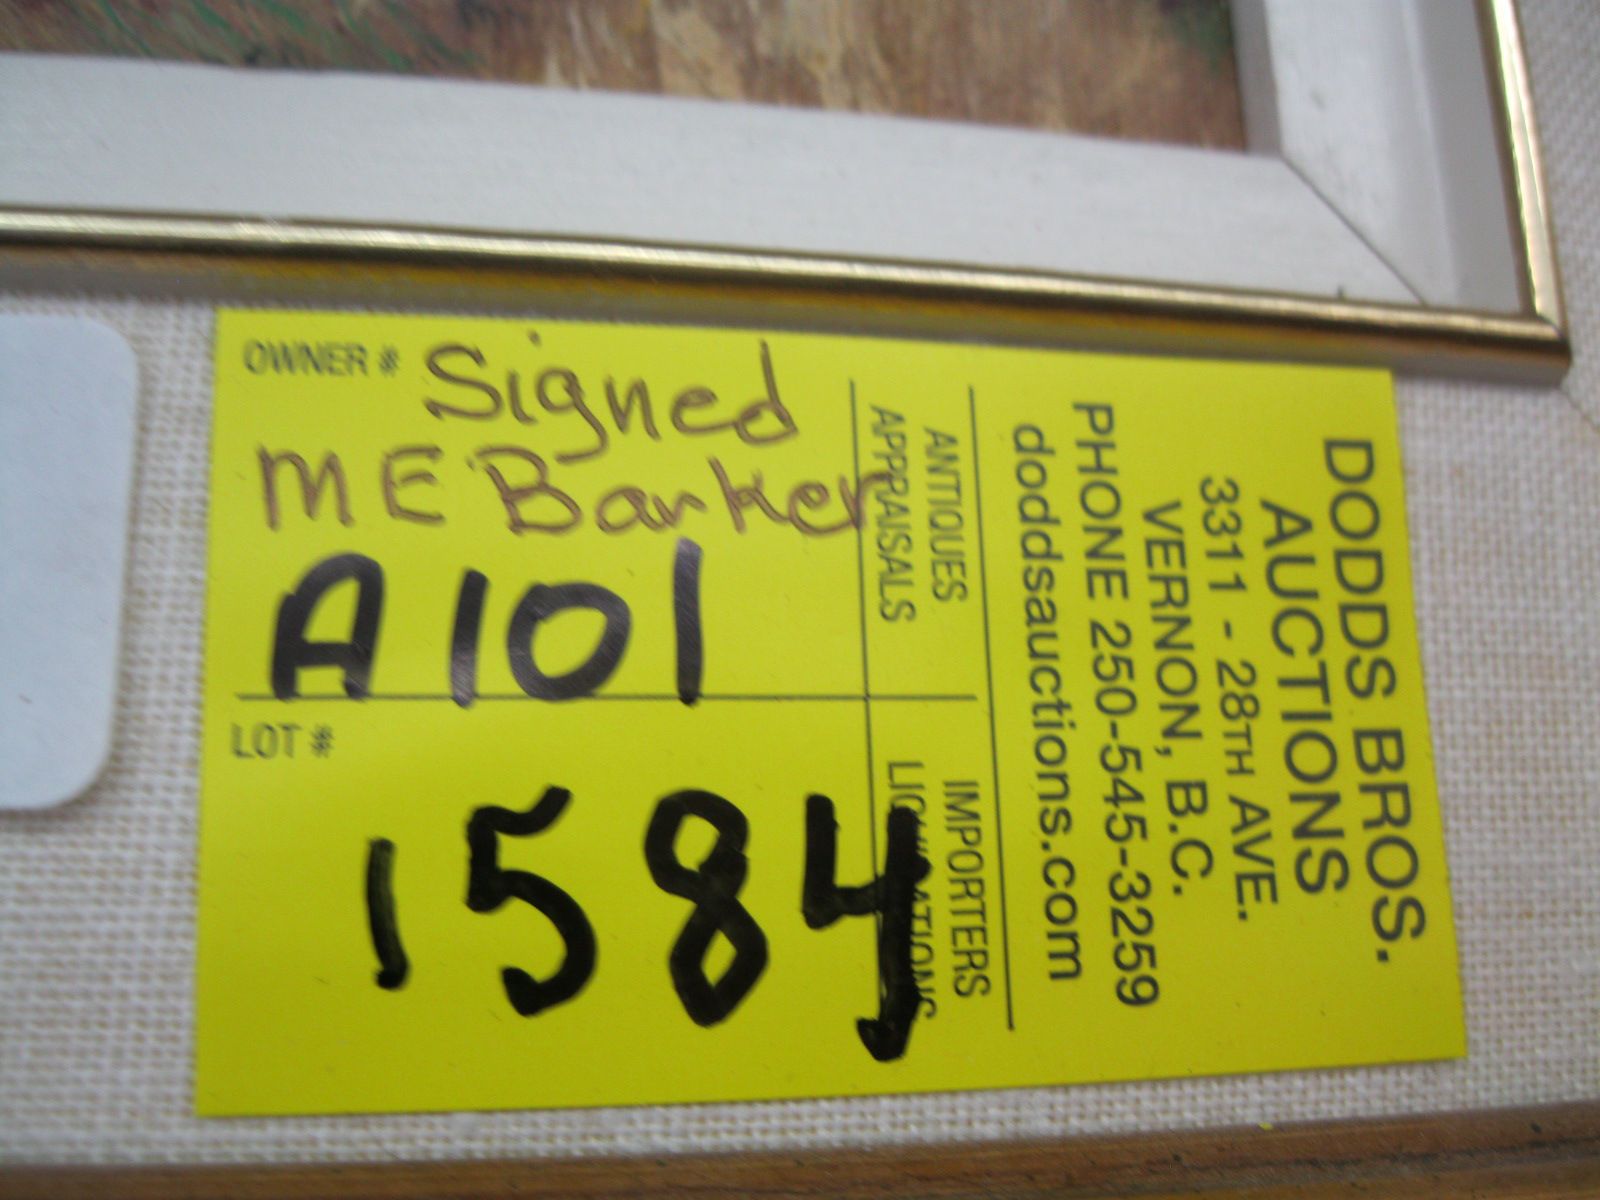 OWNER # Signed
M E Barker
A101
LOT #
1584
DODDS BROS.
AUCTIONS
3311 - 28TH AVE.
VERNON, B.C.
PHONE 250-545-3259
doddsauctions.com
ANTIQUES IMPORTERS
APPRAISALS LIQUIDATIONS